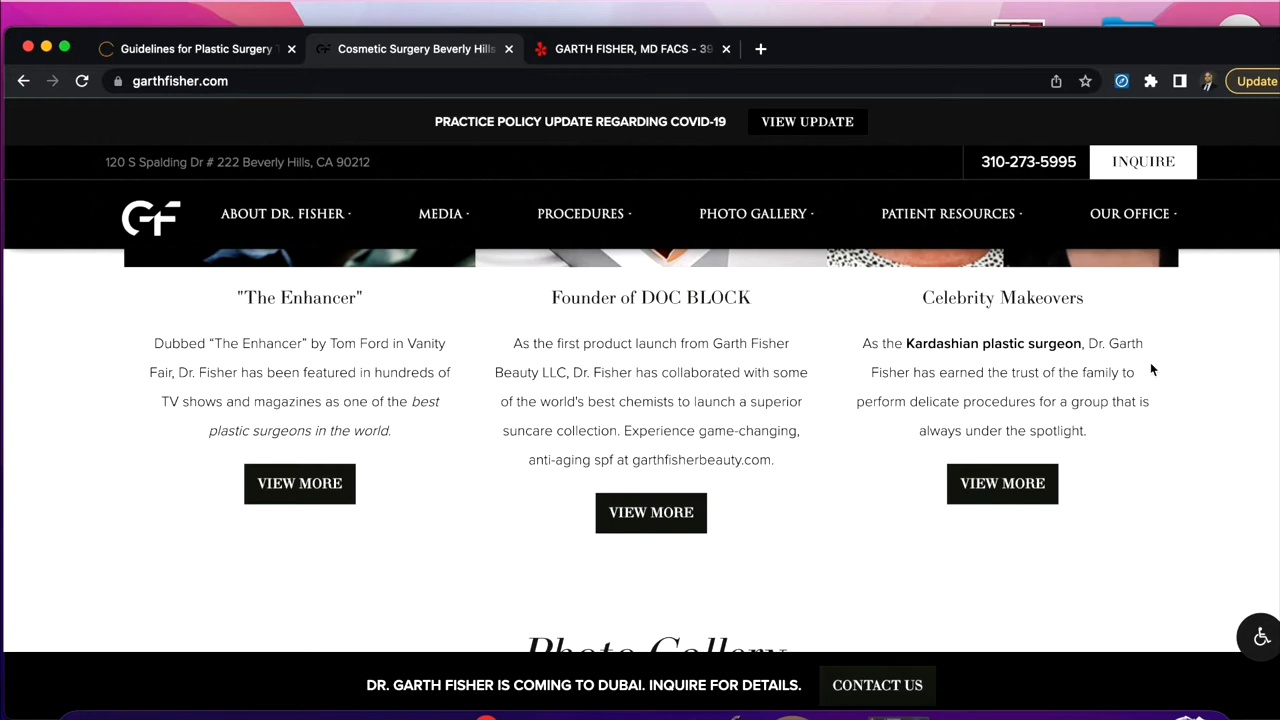 Guidelines for Plastic Surgery
Cosmetic Surgery Beverly Hills
GARTH FISHER, MD FACS - 39
garthfisher.com
Update
PRACTICE POLICY UPDATE REGARDING COVID-19
VIEW UPDATE
120 S Spalding Dr # 222 Beverly Hills, CA 90212
310-273-5995
INQUIRE
GF
ABOUT DR. FISHER
MEDIA
PROCEDURES
PHOTO GALLERY
PATIENT RESOURCES
OUR OFFICE
"The Enhancer"
Dubbed “The Enhancer” by Tom Ford in Vanity
Fair, Dr. Fisher has been featured in hundreds of
TV shows and magazines as one of the best
plastic surgeons in the world.
VIEW MORE
Founder of DOC BLOCK
As the first product launch from Garth Fisher
Beauty LLC, Dr. Fisher has collaborated with some
of the world's best chemists to launch a superior
suncare collection. Experience game-changing,
anti-aging spf at garthfisherbeauty.com.
VIEW MORE
Celebrity Makeovers
As the Kardashian plastic surgeon, Dr. Garth
Fisher has earned the trust of the family to
perform delicate procedures for a group that is
always under the spotlight.
VIEW MORE
Photo Gallery
DR. GARTH FISHER IS COMING TO DUBAI. INQUIRE FOR DETAILS.
CONTACT US